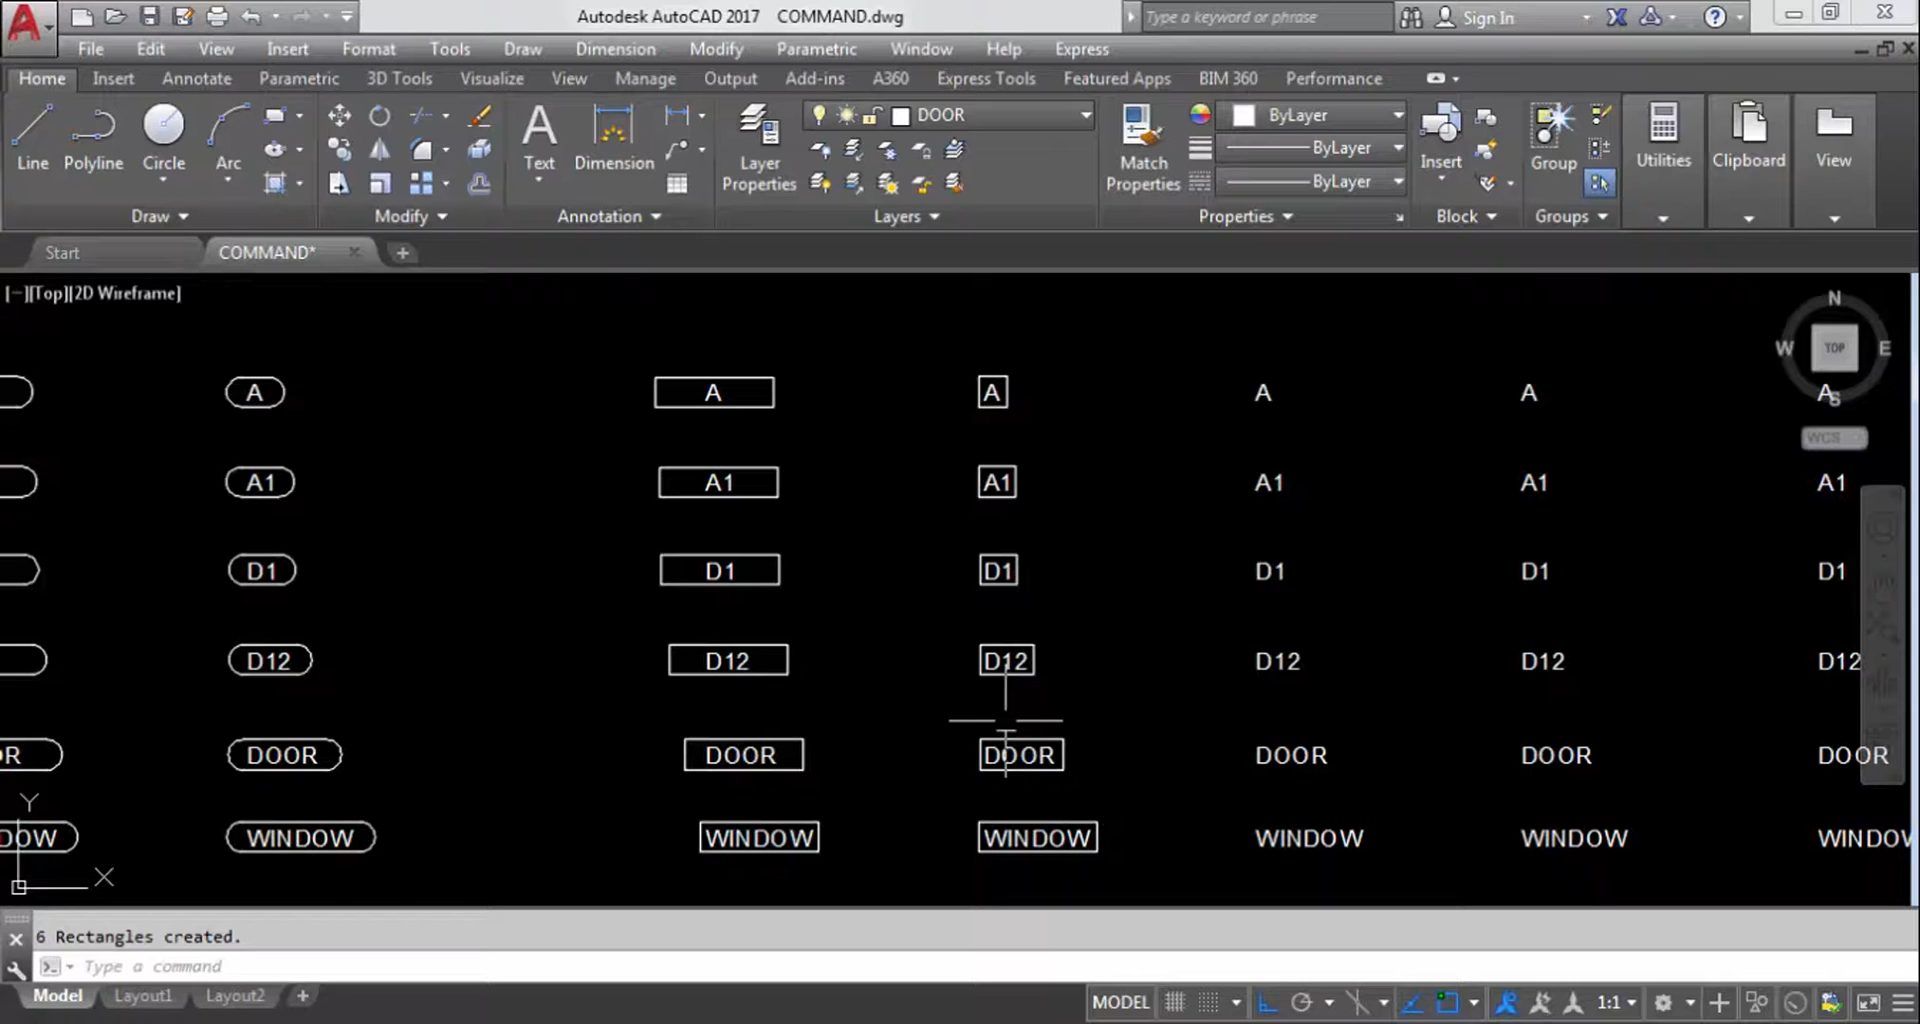 Autodesk AutoCAD 2017 COMMAND.dwg Type a keyword or phrase Sign In
File Edit View Insert Format Tools Draw Dimension Modify Parametric Window Help Express
Home Insert Annotate Parametric 3D Tools Visualize View Manage Output Add-ins A360 Express Tools Featured Apps BIM 360 Performance
DOOR ByLayer
ByLayer
ByLayer
Line Polyline Circle Arc Text Dimension Layer Properties Match Properties Insert Group Utilities Clipboard View
Draw Modify Annotation Layers Properties Block Groups
Start COMMAND*
[−][Top][2D Wireframe]
N
W TOP E
S
WCS
A A A A A A
A1 A1 A1 A1 A1 A1
D1 D1 D1 D1 D1 D1
D12 D12 D12 D12 D12 D12
OR DOOR DOOR DOOR DOOR DOOR DOOR
DOW WINDOW WINDOW WINDOW WINDOW WINDOW WINDOW
Y
X
6 Rectangles created.
Type a command
Model Layout1 Layout2
MODEL 1:1